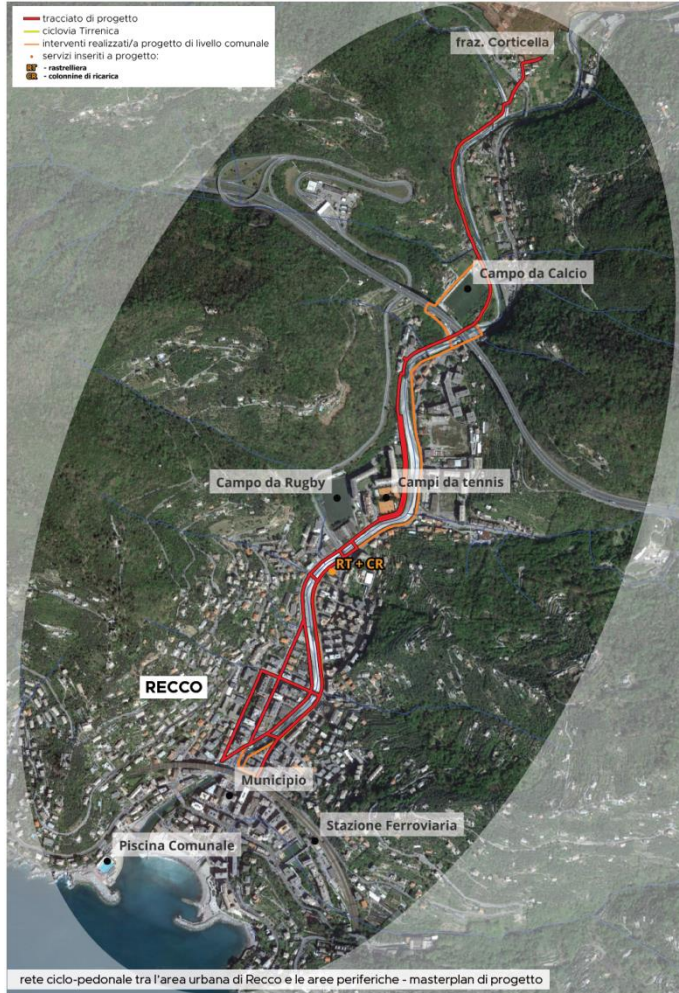 tracciato di progetto
ciclovia Tirrenica
interventi realizzati/a progetto di livello comunale
servizi inseriti a progetto:
RT - rastrelliera
CR - colonnine di ricarica
fraz. Corticella
Campo da Calcio
Campo da Rugby
Campi da tennis
RT + CR
RECCO
Municipio
Stazione Ferroviaria
Piscina Comunale
rete ciclo-pedonale tra l'area urbana di Recco e le aree periferiche - masterplan di progetto